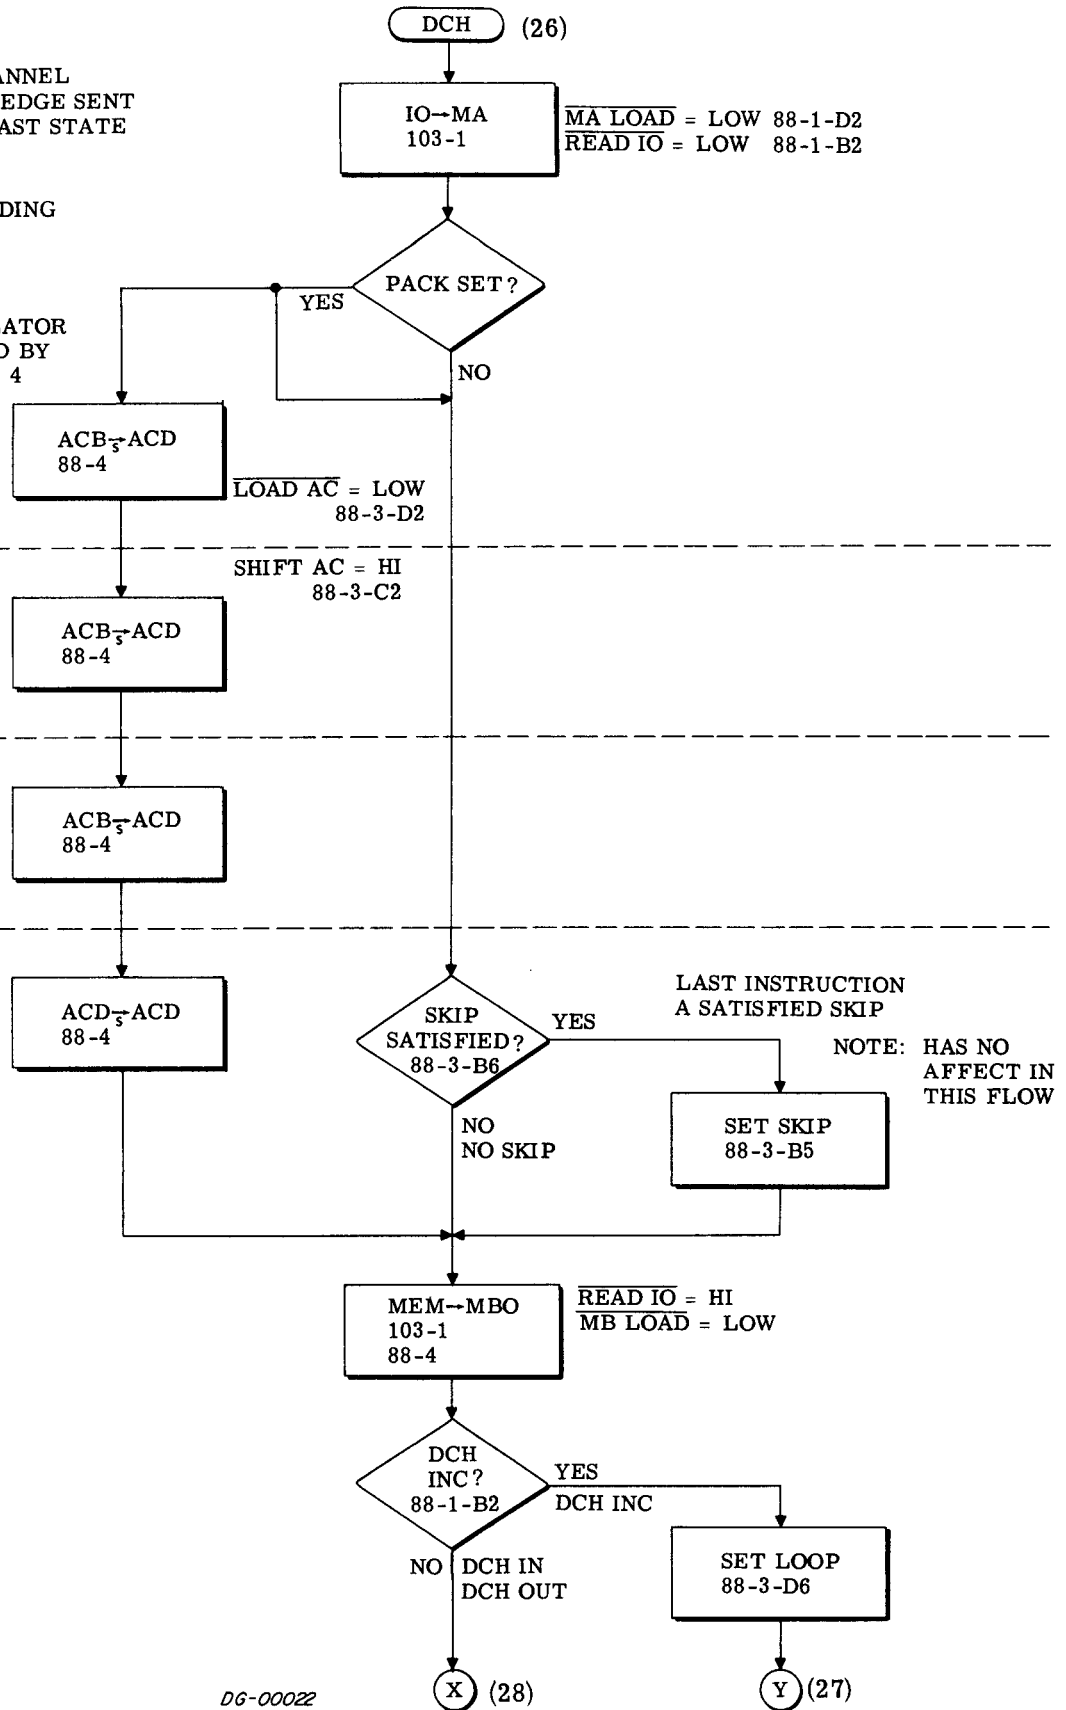 DCH (26)
ANNEL
EDGE SENT
AST STATE
IO→MA
103-1
MA LOAD = LOW 88-1-D2
READ IO = LOW 88-1-B2
DING
PACK SET?
YES
NO
LATOR
D BY
4
ACB→ACD
S
88-4
LOAD AC = LOW
88-3-D2
SHIFT AC = HI
88-3-C2
ACB→ACD
S
88-4
ACB→ACD
S
88-4
ACD→ACD
S
88-4
SKIP
SATISFIED?
88-3-B6
YES
LAST INSTRUCTION
A SATISFIED SKIP
NOTE: HAS NO
AFFECT IN
THIS FLOW
NO
NO SKIP
SET SKIP
88-3-B5
MEM→MBO
103-1
88-4
READ IO = HI
MB LOAD = LOW
DCH
INC?
88-1-B2
YES
DCH INC
NO DCH IN
DCH OUT
SET LOOP
88-3-D6
X (28)
Y (27)
DG-00022